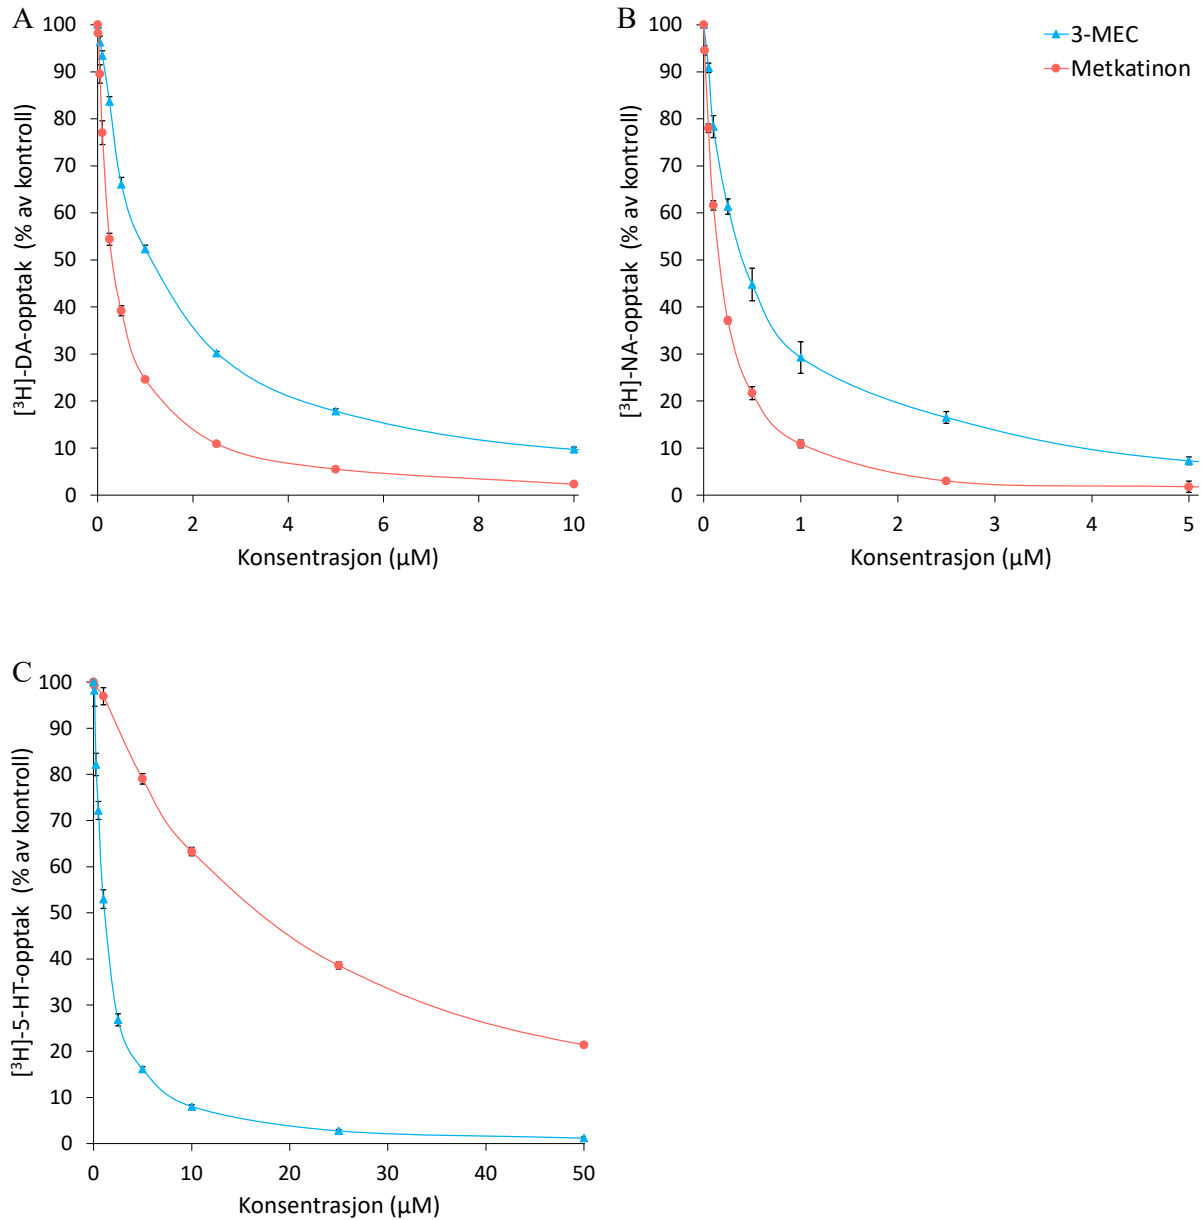 A
100
90
80
70
60
50
40
30
20
10
0
[³H]-DA-opptak (% av kontroll)
0 2 4 6 8 10
Konsentrasjon (µM)
B
3-MEC
Metkatinon
100
90
80
70
60
50
40
30
20
10
0
[³H]-NA-opptak (% av kontroll)
0 1 2 3 4 5
Konsentrasjon (µM)
C
100
90
80
70
60
50
40
30
20
10
0
[³H]-5-HT-opptak (% av kontroll)
0 10 20 30 40 50
Konsentrasjon (µM)